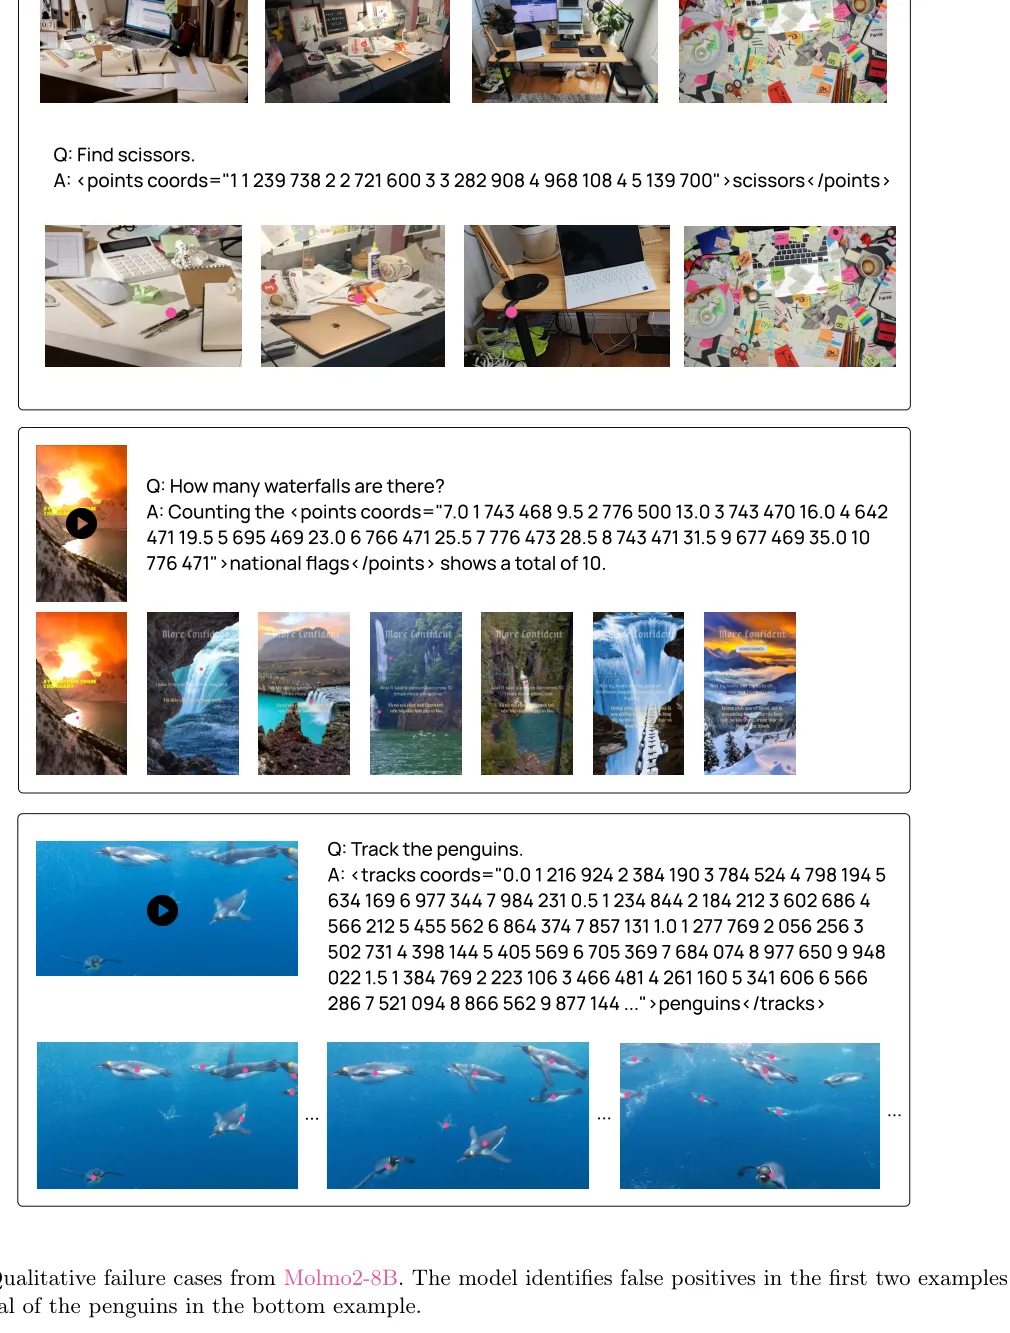 Q: Find scissors.
A: <points coords="1 1 239 738 2 2 721 600 3 3 282 908 4 968 108 4 5 139 700">scissors</points>
Q: How many waterfalls are there?
A: Counting the <points coords="7.0 1 743 468 9.5 2 776 500 13.0 3 743 470 16.0 4 642
471 19.5 5 695 469 23.0 6 766 471 25.5 7 776 473 28.5 8 743 471 31.5 9 677 469 35.0 10
776 471">national flags</points> shows a total of 10.
More Confident
More Confident
More Confident
More Confident
More Confident
More Confident
Q: Track the penguins.
A: <tracks coords="0.0 1 216 924 2 384 190 3 784 524 4 798 194 5
634 169 6 977 344 7 984 231 0.5 1 234 844 2 184 212 3 602 686 4
566 212 5 455 562 6 864 374 7 857 131 1.0 1 277 769 2 056 256 3
502 731 4 398 144 5 405 569 6 705 369 7 684 074 8 977 650 9 948
022 1.5 1 384 769 2 223 106 3 466 481 4 261 160 5 341 606 6 566
286 7 521 094 8 866 562 9 877 144 ...">penguins</tracks>
... ... ...
Qualitative failure cases from Molmo2-8B. The model identifies false positives in the first two examples
al of the penguins in the bottom example.